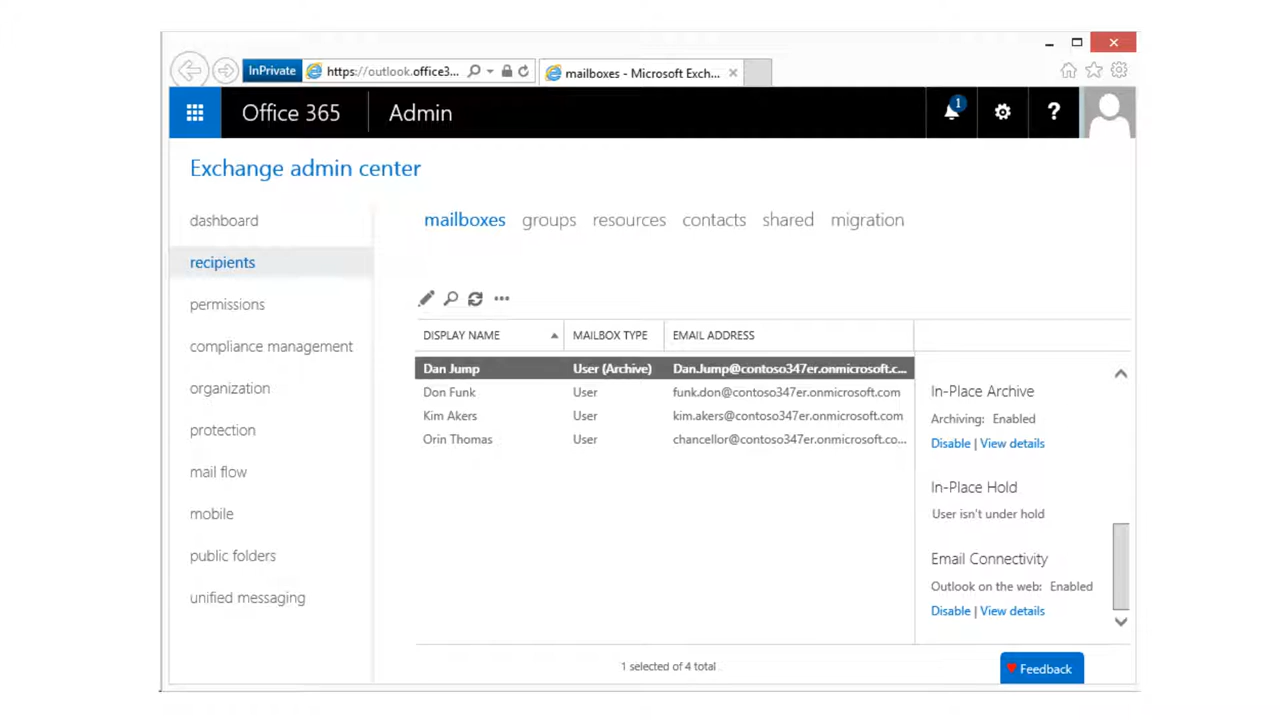 InPrivate https://outlook.office3... mailboxes - Microsoft Exch...
Office 365 Admin 1 ?
Exchange admin center
dashboard
recipients
permissions
compliance management
organization
protection
mail flow
mobile
public folders
unified messaging
mailboxes groups resources contacts shared migration
DISPLAY NAME MAILBOX TYPE EMAIL ADDRESS
Dan Jump User (Archive) Dan.Jump@contoso347er.onmicrosoft.c...
Don Funk User funk.don@contoso347er.onmicrosoft.com
Kim Akers User kim.akers@contoso347er.onmicrosoft.com
Orin Thomas User chancellor@contoso347er.onmicrosoft.co...
In-Place Archive
Archiving: Enabled
Disable | View details
In-Place Hold
User isn't under hold
Email Connectivity
Outlook on the web: Enabled
Disable | View details
1 selected of 4 total
Feedback